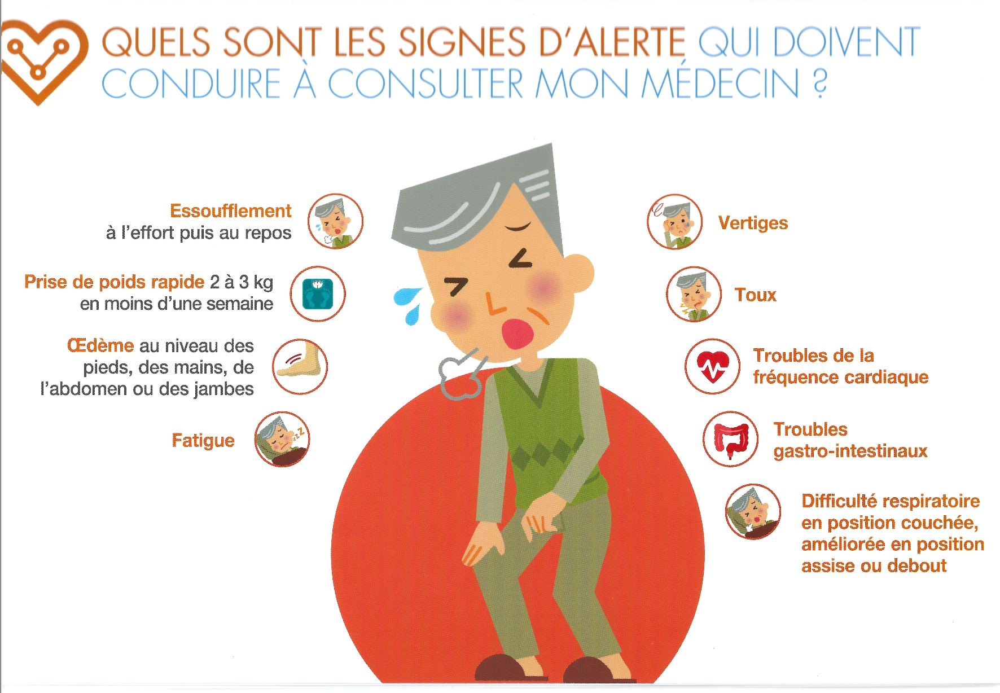 QUELS SONT LES SIGNES D'ALERTE QUI DOIVENT
CONDUIRE À CONSULTER MON MÉDECIN ?
Essoufflement
à l'effort puis au repos
Prise de poids rapide 2 à 3 kg
en moins d'une semaine
Œdème au niveau des
pieds, des mains, de
l'abdomen ou des jambes
Fatigue
zzZ
Vertiges
Toux
Troubles de la
fréquence cardiaque
Troubles
gastro-intestinaux
Difficulté respiratoire
en position couchée,
améliorée en position
assise ou debout